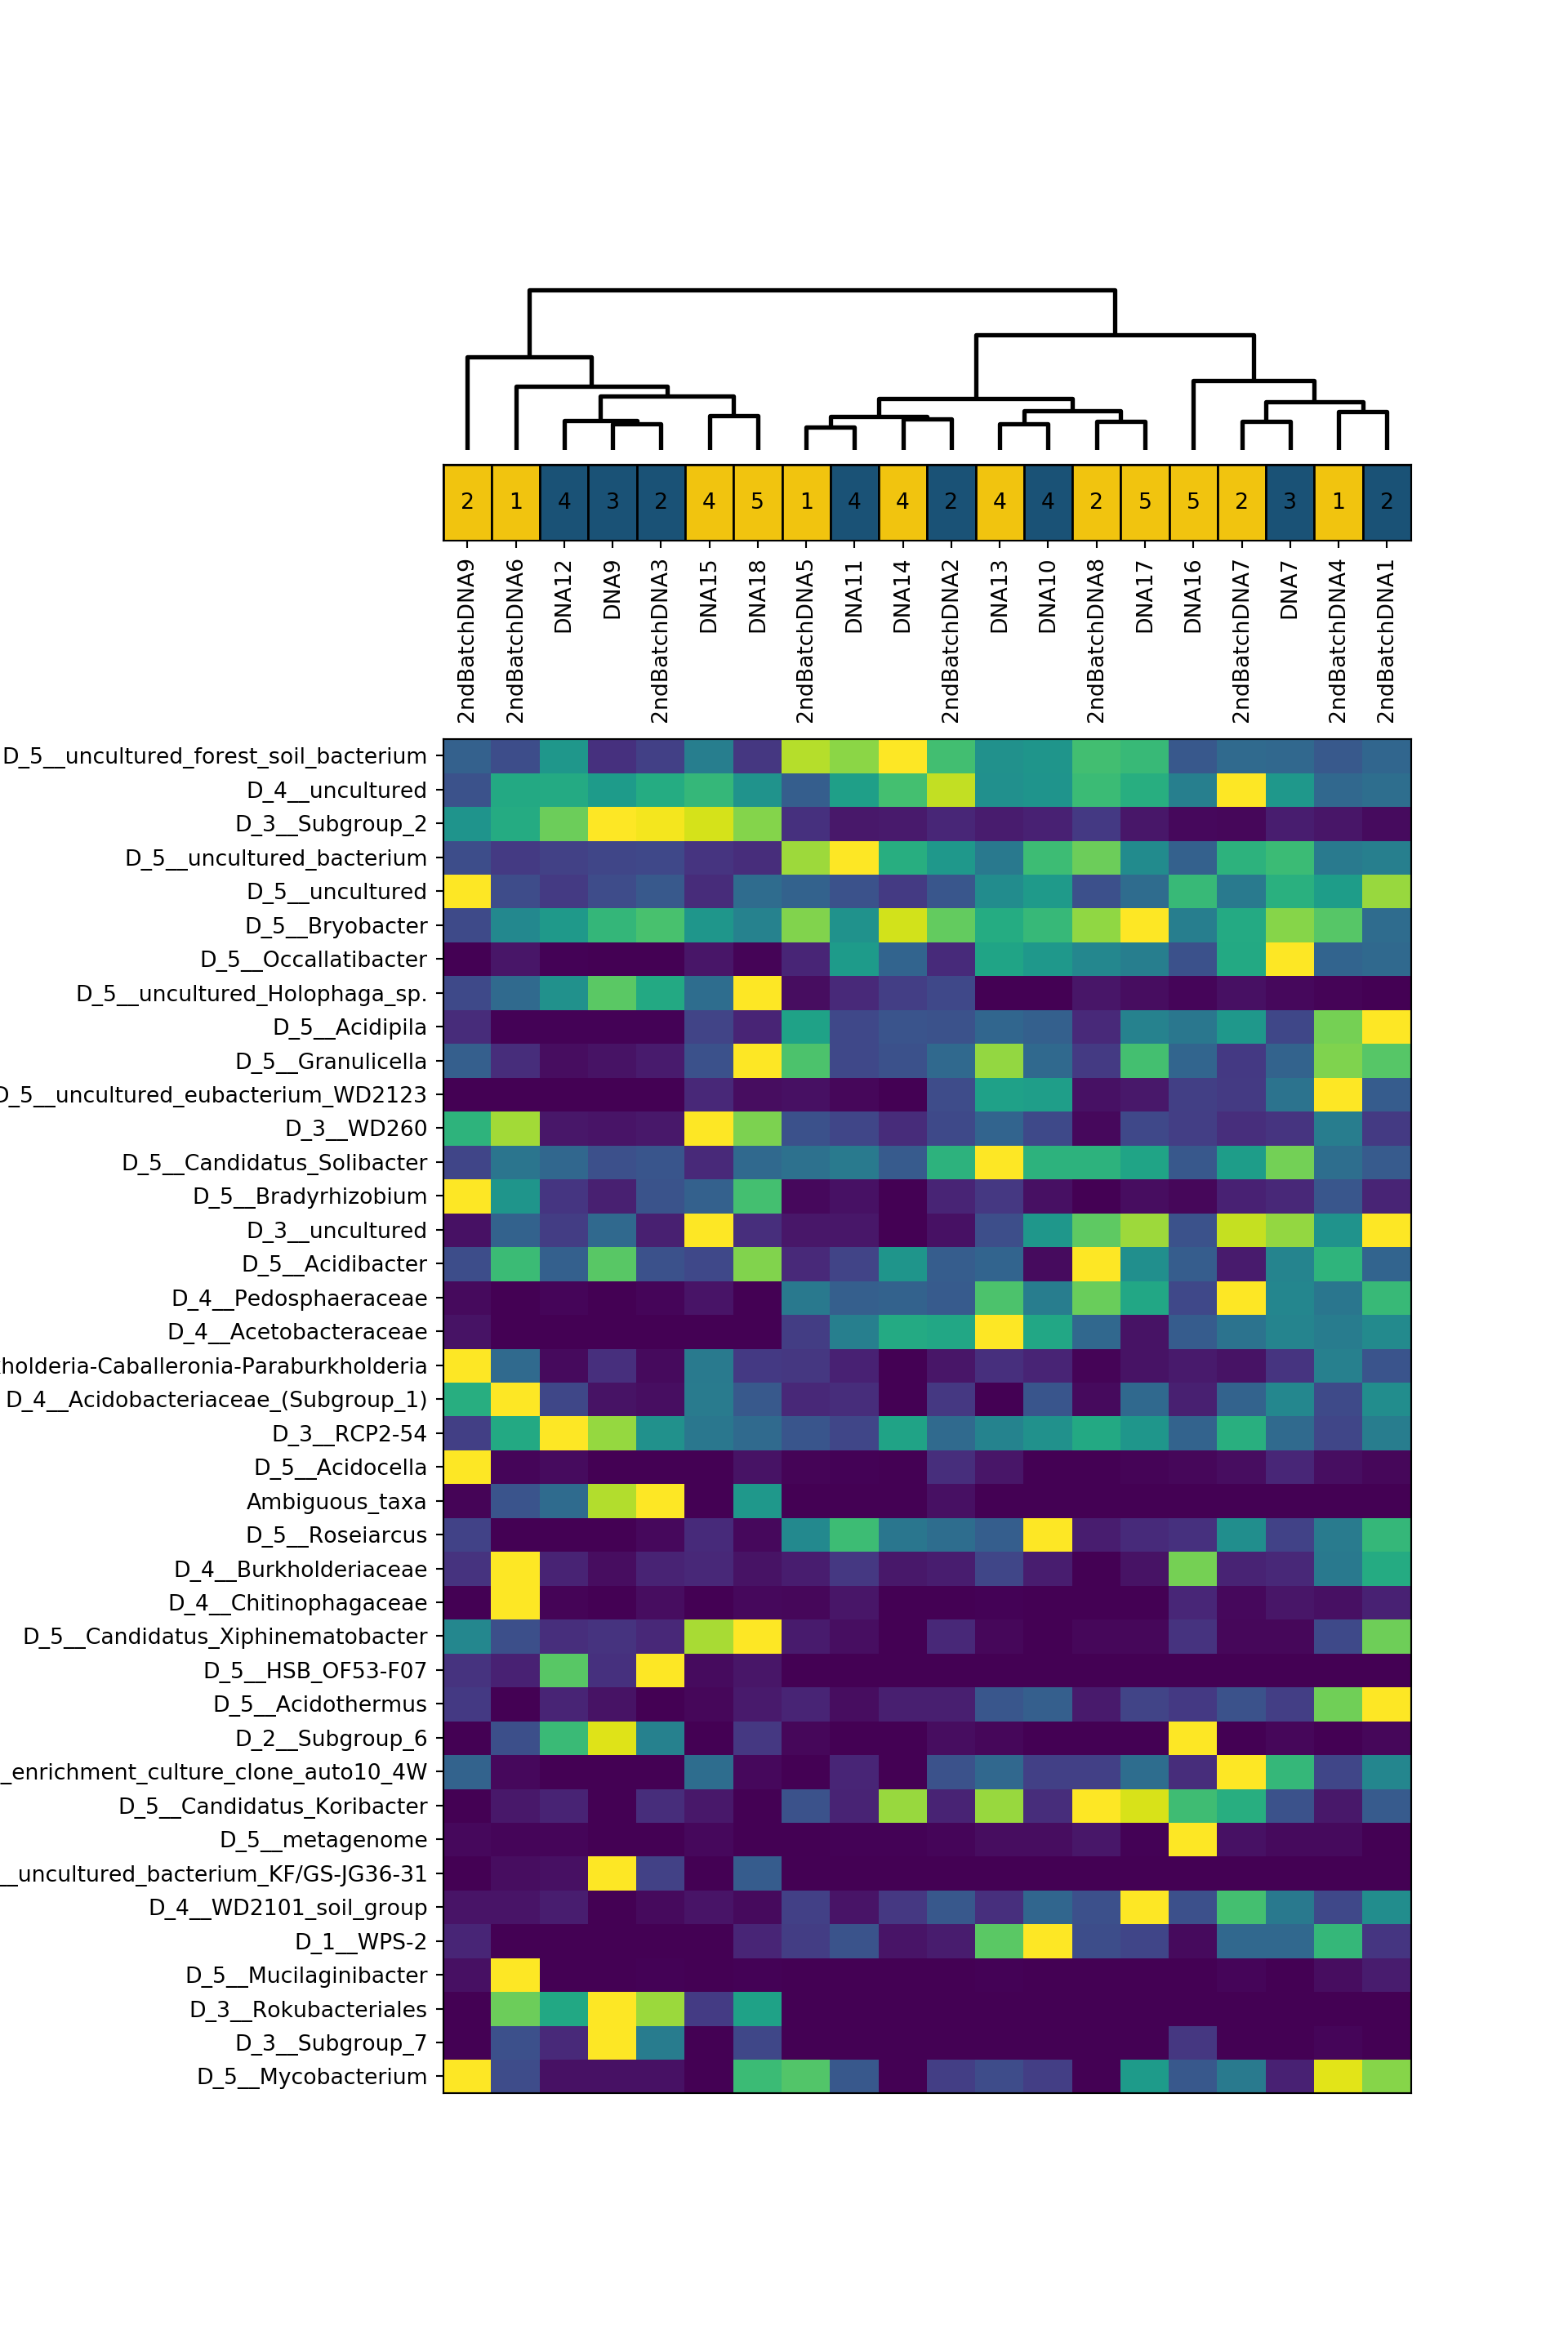 2 1 4 3 2 4 5 1 4 4 2 4 4 2 5 5 2 3 1 2
2ndBatchDNA9
2ndBatchDNA6
DNA12
DNA9
2ndBatchDNA3
DNA15
DNA18
2ndBatchDNA5
DNA11
DNA14
2ndBatchDNA2
DNA13
DNA10
2ndBatchDNA8
DNA17
DNA16
2ndBatchDNA7
DNA7
2ndBatchDNA4
2ndBatchDNA1
D_5__uncultured_forest_soil_bacterium
D_4__uncultured
D_3__Subgroup_2
D_5__uncultured_bacterium
D_5__uncultured
D_5__Bryobacter
D_5__Occallatibacter
D_5__uncultured_Holophaga_sp.
D_5__Acidipila
D_5__Granulicella
D_5__uncultured_eubacterium_WD2123
D_3__WD260
D_5__Candidatus_Solibacter
D_5__Bradyrhizobium
D_3__uncultured
D_5__Acidibacter
D_4__Pedosphaeraceae
D_4__Acetobacteraceae
holderia-Caballeronia-Paraburkholderia
D_4__Acidobacteriaceae_(Subgroup_1)
D_3__RCP2-54
D_5__Acidocella
Ambiguous_taxa
D_5__Roseiarcus
D_4__Burkholderiaceae
D_4__Chitinophagaceae
D_5__Candidatus_Xiphinematobacter
D_5__HSB_OF53-F07
D_5__Acidothermus
D_2__Subgroup_6
_enrichment_culture_clone_auto10_4W
D_5__Candidatus_Koribacter
D_5__metagenome
__uncultured_bacterium_KF/GS-JG36-31
D_4__WD2101_soil_group
D_1__WPS-2
D_5__Mucilaginibacter
D_3__Rokubacteriales
D_3__Subgroup_7
D_5__Mycobacterium